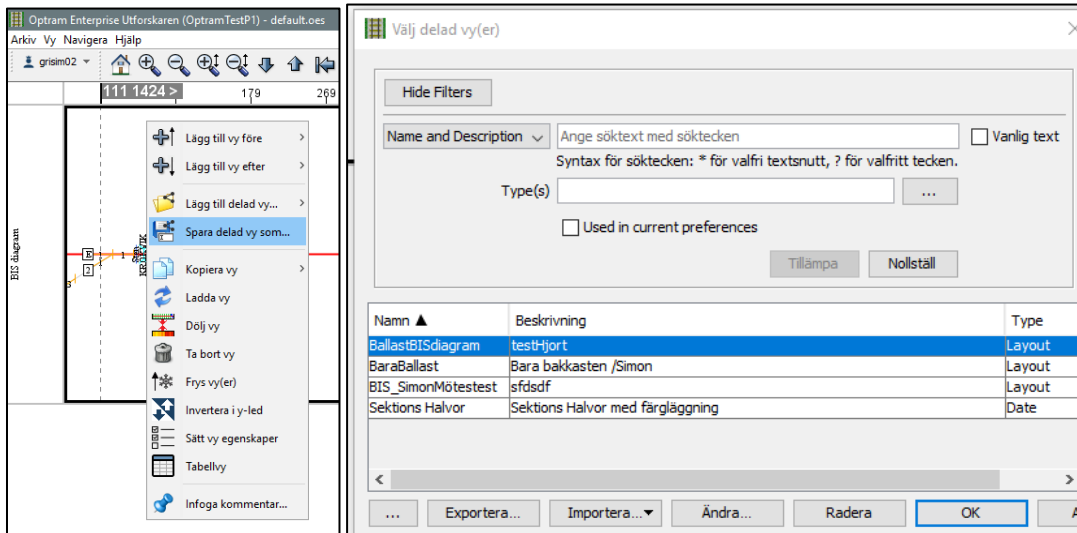 Optram Enterprise Utforskaren (OptramTestP1) - default.oes
Arkiv Vy Navigera Hjälp
grisim02
111 1424 > 179 269
BIS diagram
E
2
1
3
KROKVIK
Lägg till vy före
Lägg till vy efter
Lägg till delad vy...
Spara delad vy som...
Kopiera vy
Ladda vy
Dölj vy
Ta bort vy
Frys vy(er)
Invertera i y-led
Sätt vy egenskaper
Tabellvy
Infoga kommentar...
Välj delad vy(er)
Hide Filters
Name and Description Ange söktext med söktecken Vanlig text
Syntax för söktecken: * för valfri textsnutt, ? för valfritt tecken.
Type(s) ...
Used in current preferences
Tillämpa Nollställ
Namn ▲ Beskrivning Type
BallastBISdiagram testHjort Layout
BaraBallast Bara bakkasten /Simon Layout
BIS_SimonMötestest sfdsdf Layout
Sektions Halvor Sektions Halvor med färgläggning Date
... Exportera... Importera...▼ Ändra... Radera OK A